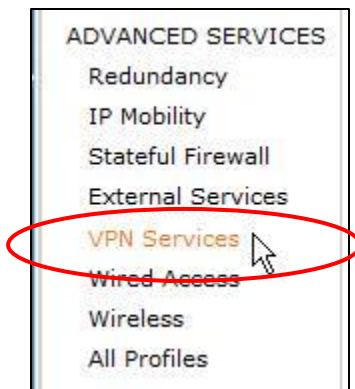 ADVANCED SERVICES
Redundancy
IP Mobility
Stateful Firewall
External Services
VPN Services
Wired Access
Wireless
All Profiles